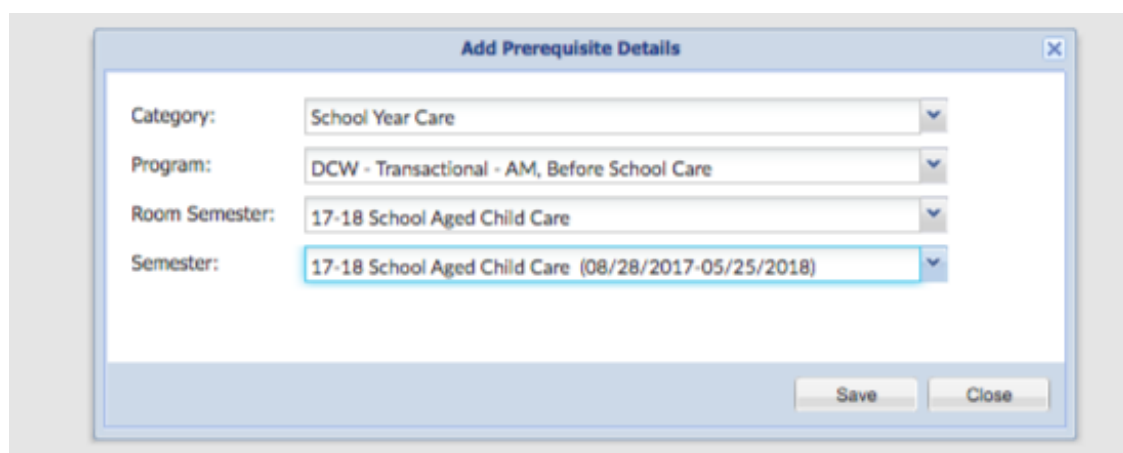 Add Prerequisite Details
Category: School Year Care
Program: DCW - Transactional - AM, Before School Care
Room Semester: 17-18 School Aged Child Care
Semester: 17-18 School Aged Child Care (08/28/2017-05/25/2018)
Save Close